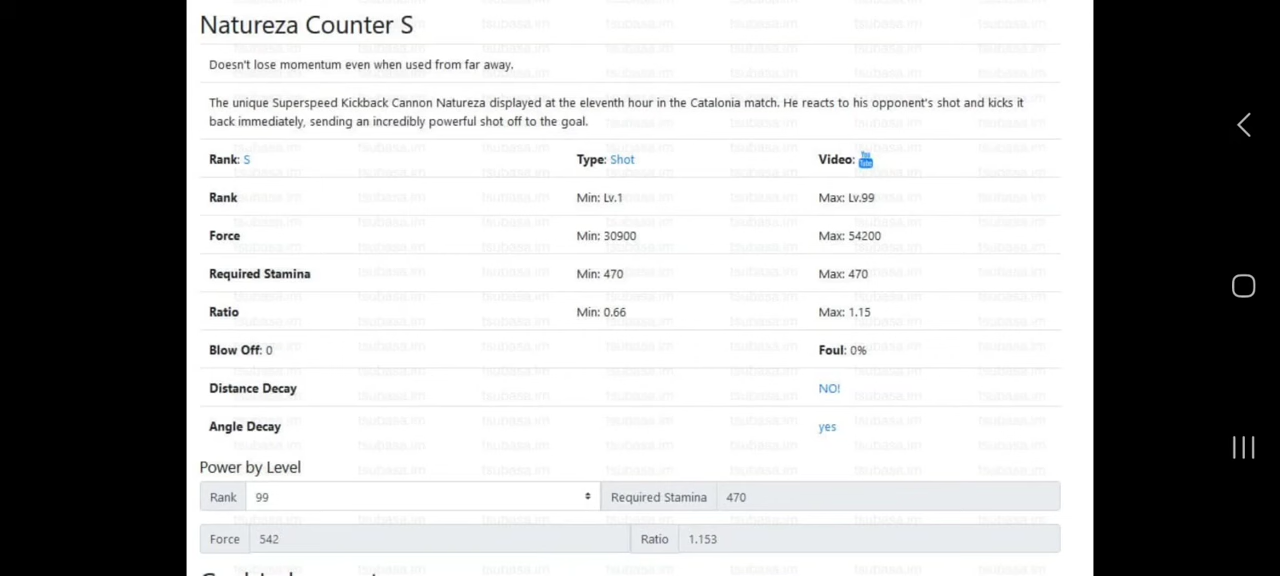 Natureza Counter S
Doesn't lose momentum even when used from far away.
The unique Superspeed Kickback Cannon Natureza displayed at the eleventh hour in the Catalonia match. He reacts to his opponent's shot and kicks it
back immediately, sending an incredibly powerful shot off to the goal.
Rank: S Type: Shot Video: You Tube
Rank Min: Lv.1 Max: Lv.99
Force Min: 30900 Max: 54200
Required Stamina Min: 470 Max: 470
Ratio Min: 0.66 Max: 1.15
Blow Off: 0 Foul: 0%
Distance Decay NO!
Angle Decay yes
Power by Level
Rank 99 Required Stamina 470
Force 542 Ratio 1.153